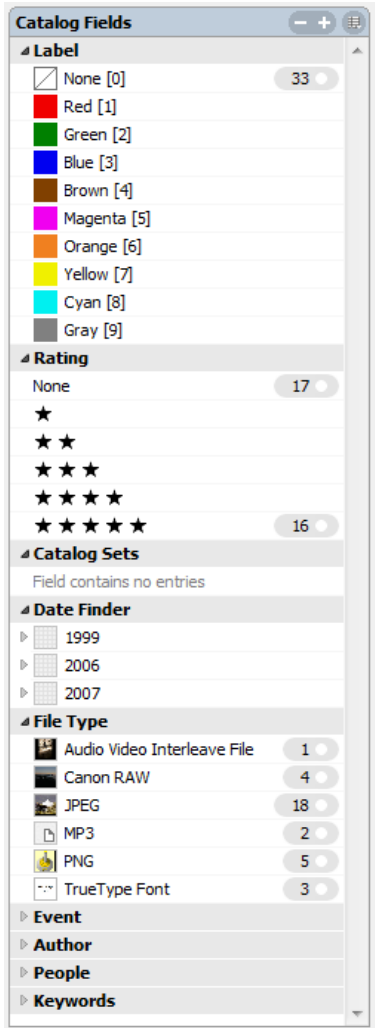 Catalog Fields
Label
None [0] 33
Red [1]
Green [2]
Blue [3]
Brown [4]
Magenta [5]
Orange [6]
Yellow [7]
Cyan [8]
Gray [9]
Rating
None 17
★
★ ★
★ ★ ★
★ ★ ★ ★
★ ★ ★ ★ ★ 16
Catalog Sets
Field contains no entries
Date Finder
1999
2006
2007
File Type
Audio Video Interleave File 1
Canon RAW 4
JPEG 18
MP3 2
PNG 5
TrueType Font 3
Event
Author
People
Keywords